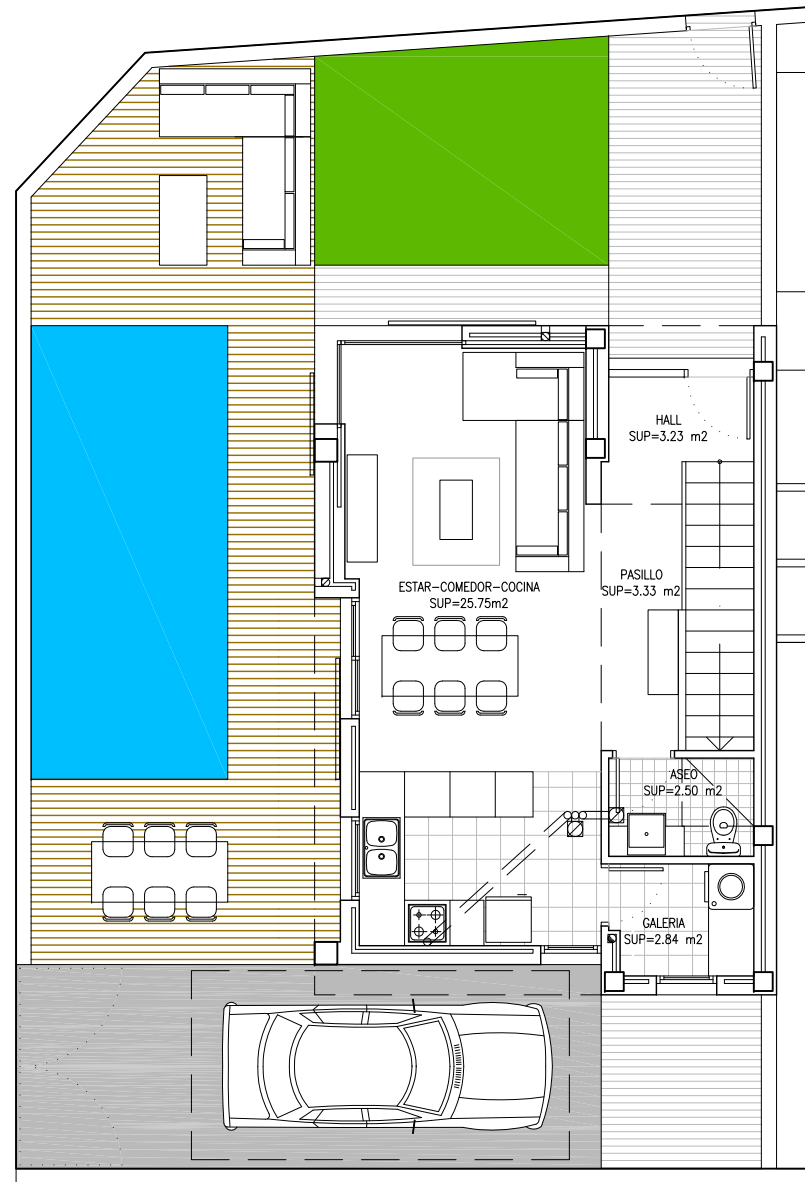 HALL
SUP=3.23 m2
PASILLO
SUP=3.33 m2
ESTAR-COMEDOR-COCINA
SUP=25.75m2
ASEO
SUP=2.50 m2
GALERIA
SUP=2.84 m2